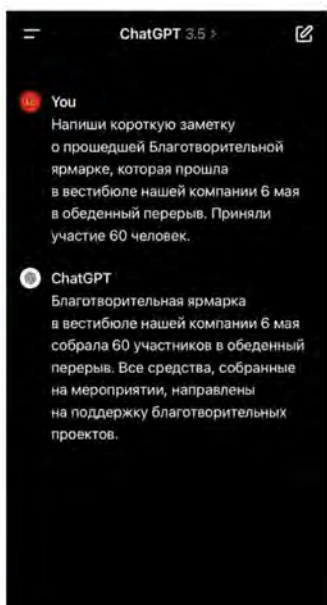 ChatGPT 3.5 >
You
Напиши короткую заметку
о прошедшей Благотворительной
ярмарке, которая прошла
в вестибюле нашей компании 6 мая
в обеденный перерыв. Приняли
участие 60 человек.
ChatGPT
Благотворительная ярмарка
в вестибюле нашей компании 6 мая
собрала 60 участников в обеденный
перерыв. Все средства, собранные
на мероприятии, направлены
на поддержку благотворительных
проектов.